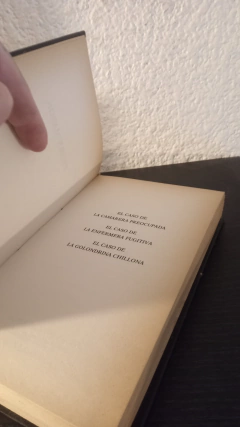 EL CASO DE
LA CAMARERA PREOCUPADA
EL CASO DE
LA ENFERMERA FUGITIVA
EL CASO DE
LA GOLONDRINA CHILLONA